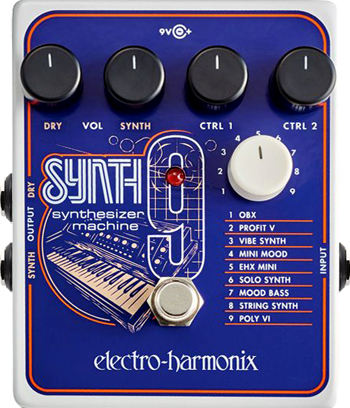 9V
DRY VOL SYNTH CTRL 1 CTRL 2
1 2 3 4 5 6 7 8 9
SYNTH 9
synthesizer
machine
SYNTH OUTPUT DRY
INPUT
1 OBX
2 PROFIT V
3 VIBE SYNTH
4 MINI MOOD
5 EHX MINI
6 SOLO SYNTH
7 MOOD BASS
8 STRING SYNTH
9 POLY VI
electro-harmonix